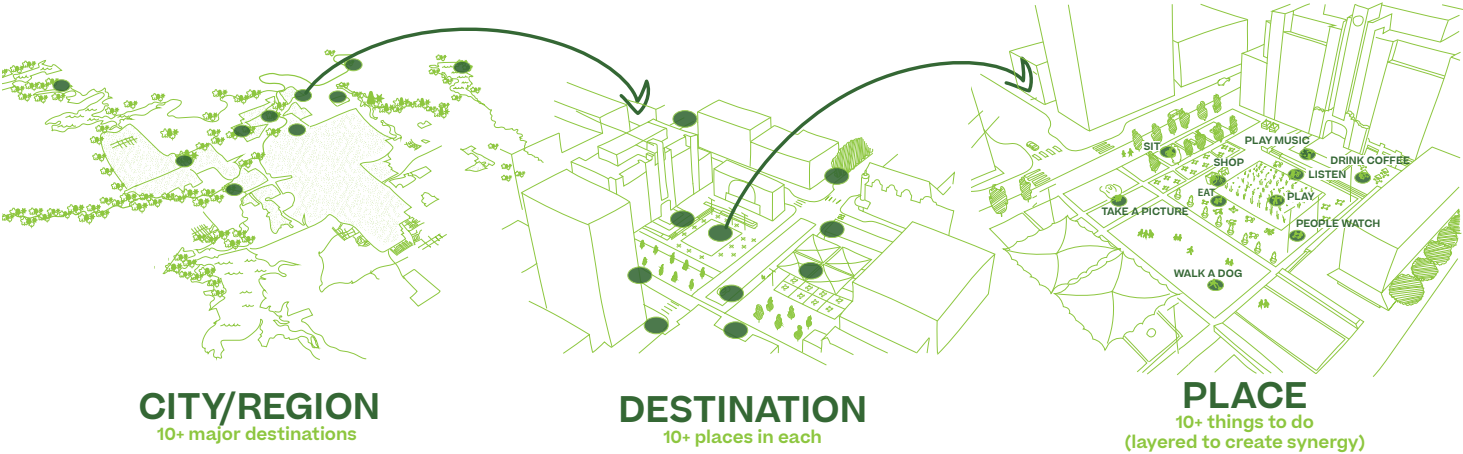 SIT
PLAY MUSIC
SHOP
DRINK COFFEE
LISTEN
EAT
PLAY
TAKE A PICTURE
PEOPLE WATCH
WALK A DOG
CITY/REGION
10+ major destinations
DESTINATION
10+ places in each
PLACE
10+ things to do
(layered to create synergy)